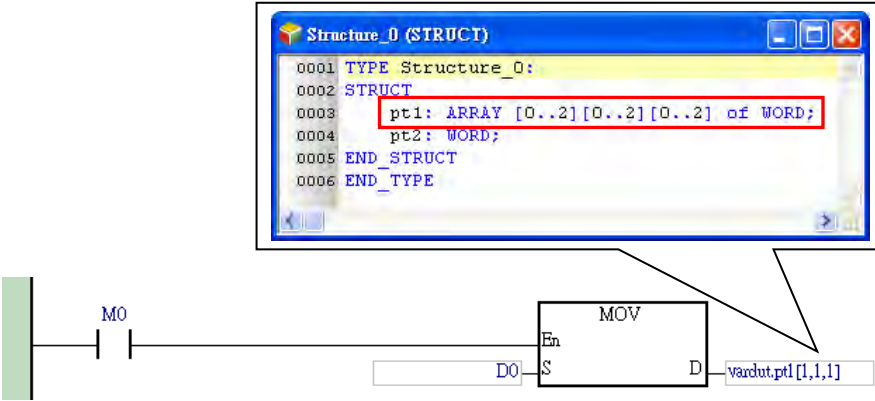 Structure_0 (STRUCT)
0001 TYPE Structure_0:
0002 STRUCT
0003 pt1: ARRAY [0..2][0..2][0..2] of WORD;
0004 pt2: WORD;
0005 END_STRUCT
0006 END_TYPE
M0
MOV
En
D0 S D vardut.pt1[1,1,1]